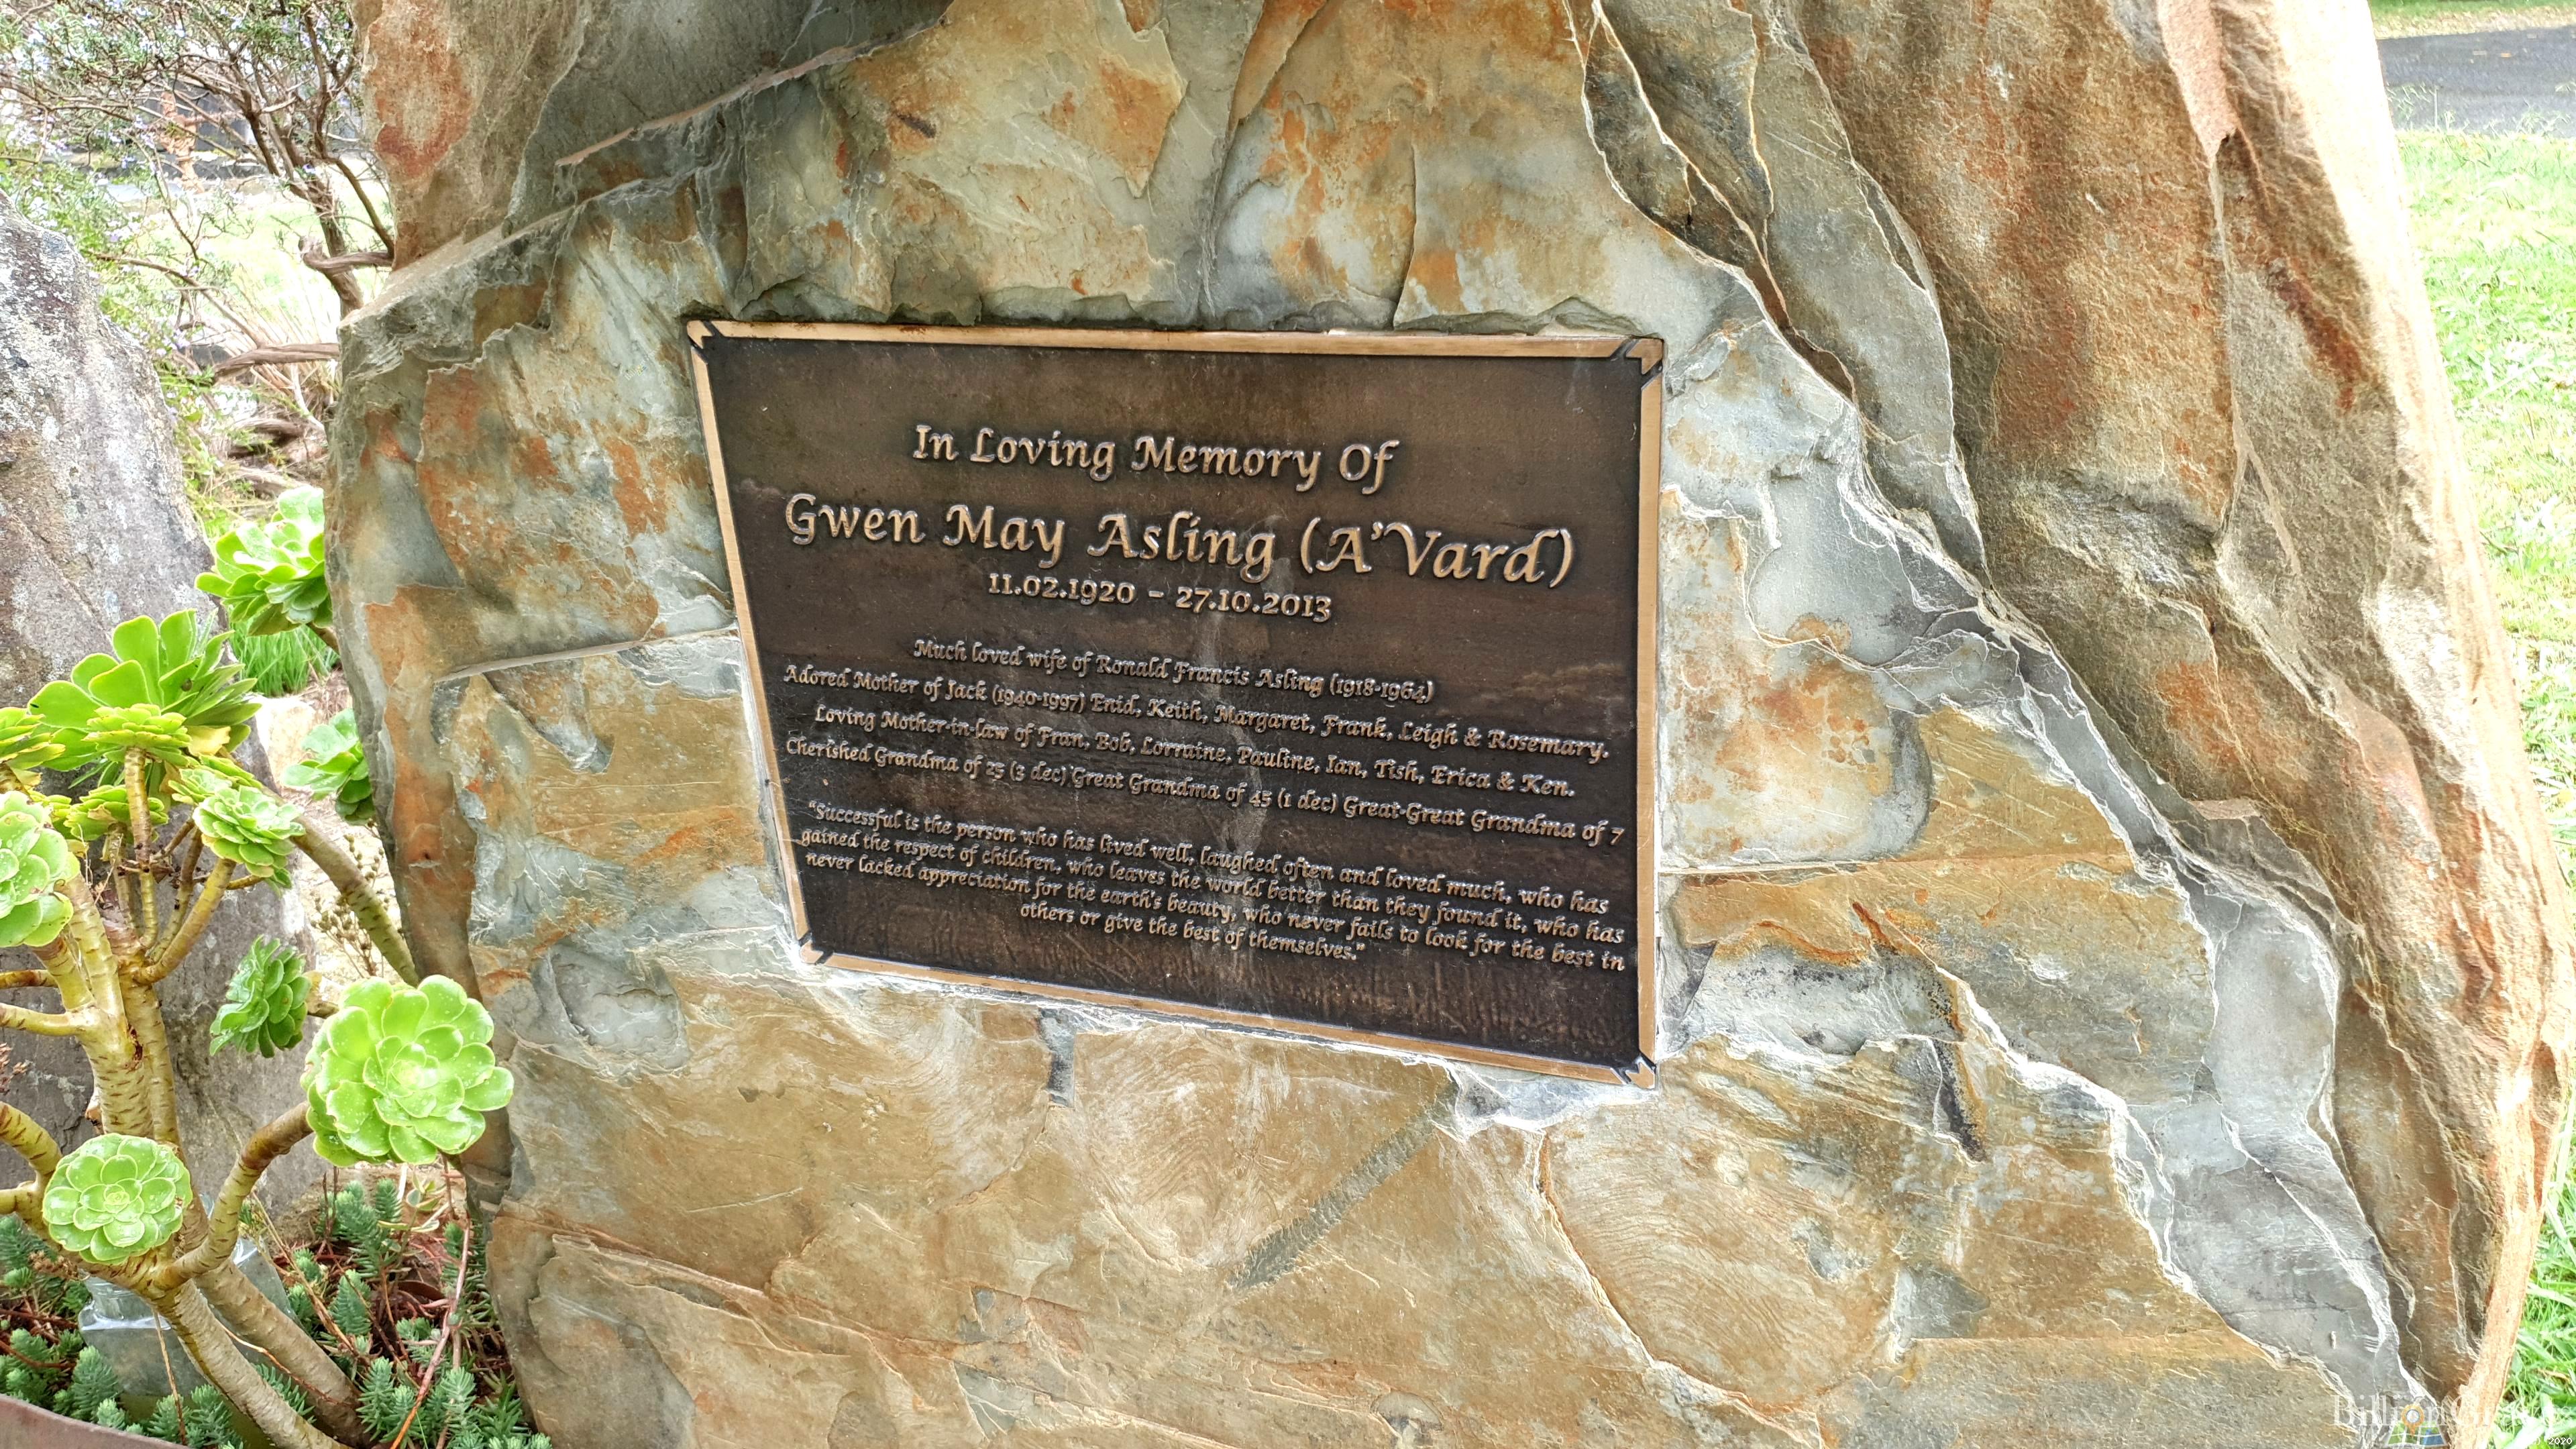 In Loving Memory Of
Gwen May Asling (A'Vard)
11.02.1920 - 27.10.2013
Much loved wife of Ronald Francis Asling (1918-1964)
Adored Mother of Jack (1940-1997) Enid, Keith, Margaret, Frank, Leigh & Rosemary.
Loving Mother-in-law of Fran, Bob, Lorraine, Pauline, Ian, Tish, Erica & Ken.
Cherished Grandma of 25 (3 dec) Great Grandma of 45 (1 dec) Great-Great Grandma of 7
"Successful is the person who has lived well, laughed often and loved much, who has
gained the respect of children, who leaves the world better than they found it, who has
never lacked appreciation for the earth's beauty, who never fails to look for the best in
others or give the best of themselves."